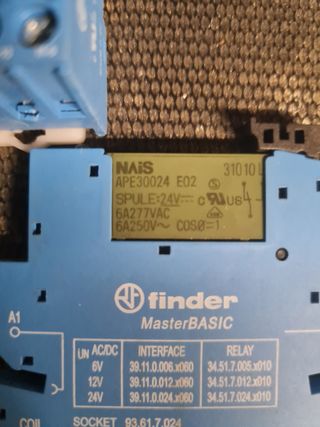 NAiS 31010
APE30024 E02 S
SPULE:24V⎓ c RU US
6A277VAC
6A250V~ COSØ=1
finder
MasterBASIC
A1
UN AC/DC INTERFACE RELAY
6V 39.11.0.006.x060 34.51.7.005.x010
12V 39.11.0.012.x060 34.51.7.012.x010
24V 39.11.0.024.x060 34.51.7.024.x010
COIL SOCKET 93.61.7.024